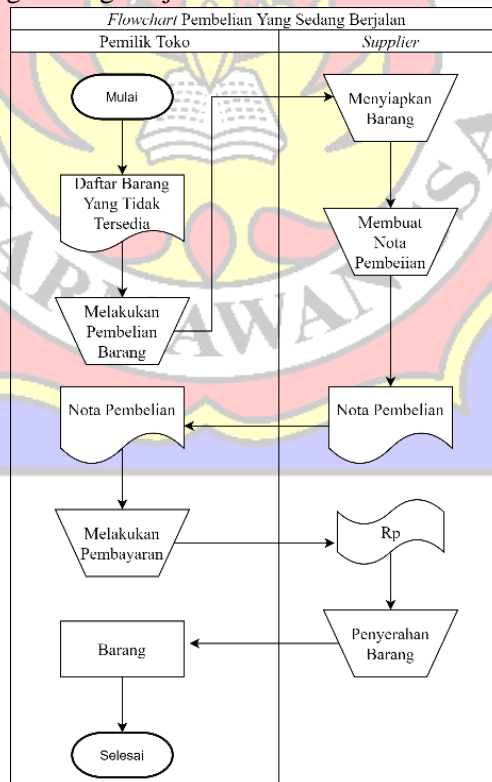 Flowchart Pembelian Yang Sedang Berjalan
Pemilik Toko
Supplier
Mulai
Menyiapkan
Barang
Daftar Barang
Yang Tidak
Tersedia
Membuat
Nota
Pembelian
Melakukan
Pembelian
Barang
Nota Pembelian
Nota Pembelian
Melakukan
Pembayaran
Rp
Barang
Penyerahan
Barang
Selesai